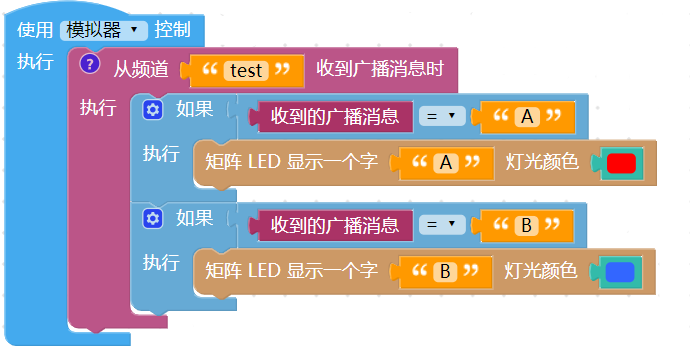 使用 模拟器 ▾ 控制
执行 ? 从频道 “ test ” 收到广播消息时
执行 如果 收到的广播消息 = ▾ “ A ”
执行 矩阵 LED 显示一个字 “ A ” 灯光颜色
如果 收到的广播消息 = ▾ “ B ”
执行 矩阵 LED 显示一个字 “ B ” 灯光颜色